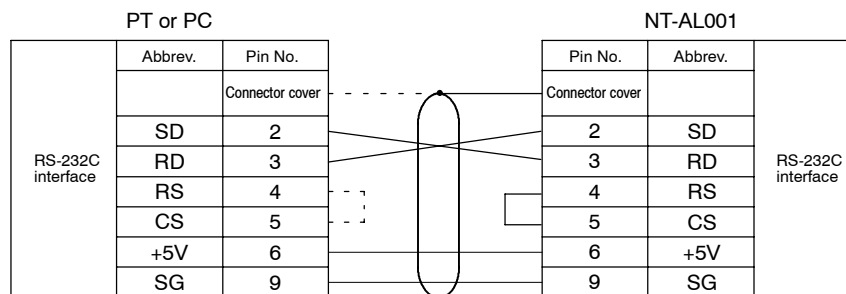 PT or PC NT-AL001
Abbrev. Pin No. Pin No. Abbrev.
Connector cover Connector cover
SD 2 2 SD
RS-232C interface RD 3 3 RD RS-232C interface
RS 4 4 RS
CS 5 5 CS
+5V 6 6 +5V
SG 9 9 SG